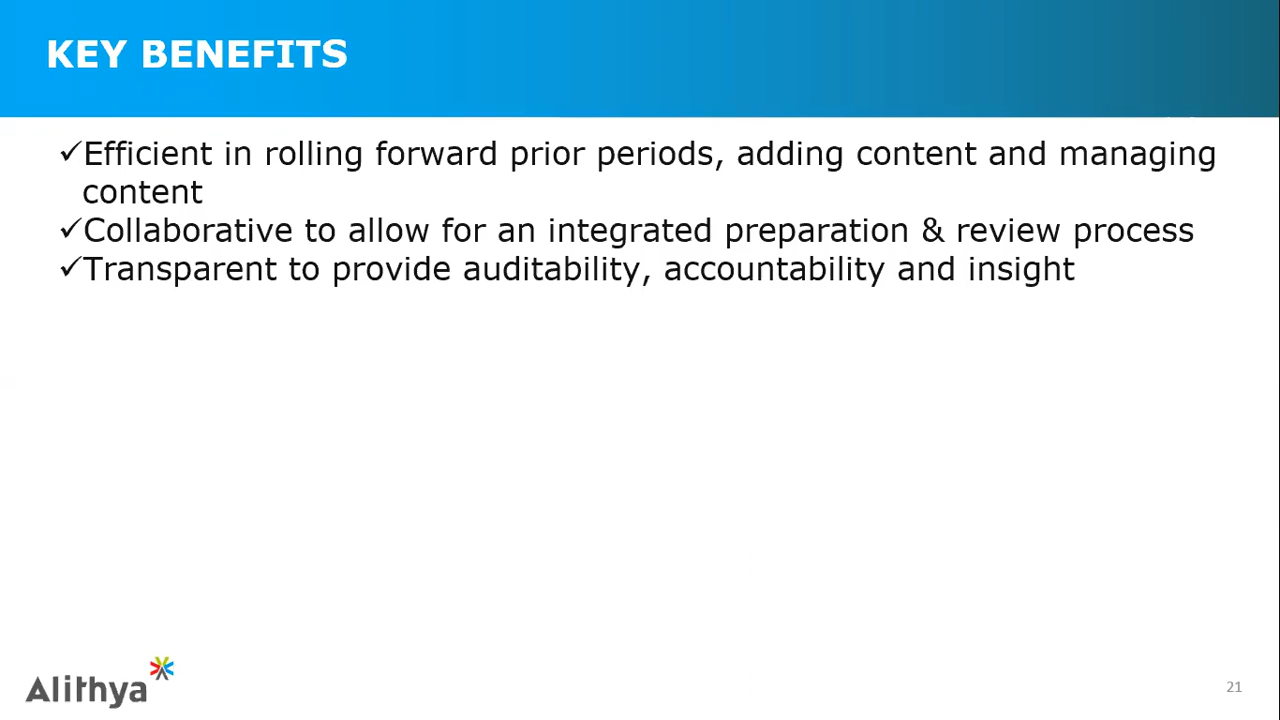 KEY BENEFITS
✓Efficient in rolling forward prior periods, adding content and managing
content
✓Collaborative to allow for an integrated preparation & review process
✓Transparent to provide auditability, accountability and insight
Alithya
21